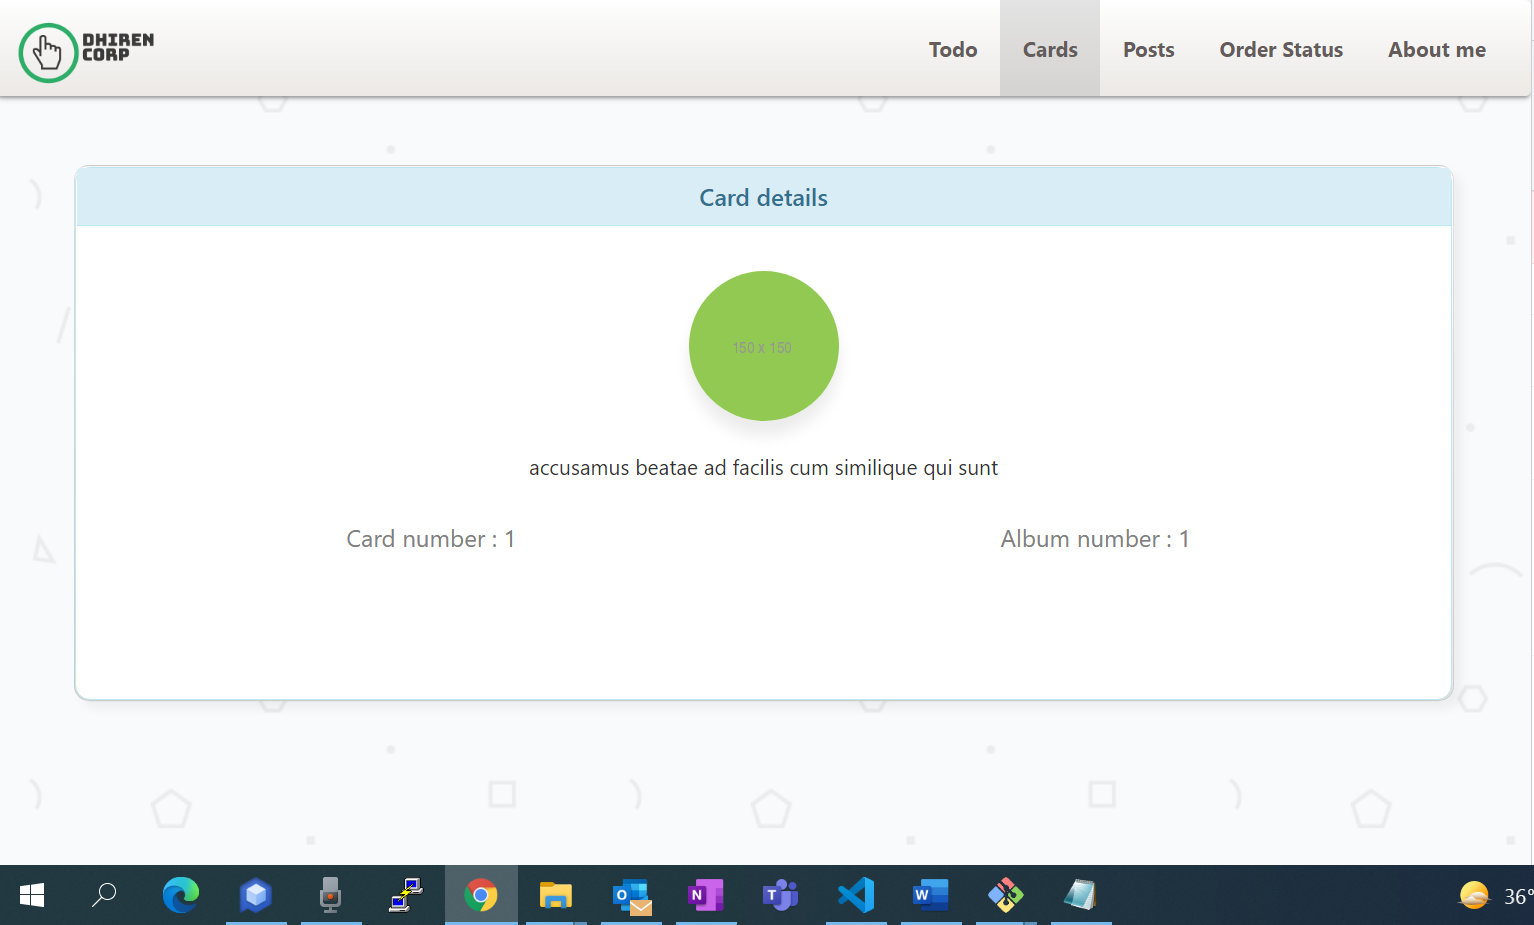 DHIREN
CORP
Todo
Cards
Posts
Order Status
About me
Card details
150 x 150
accusamus beatae ad facilis cum similique qui sunt
Card number : 1
Album number : 1
O
N
T
W
36°